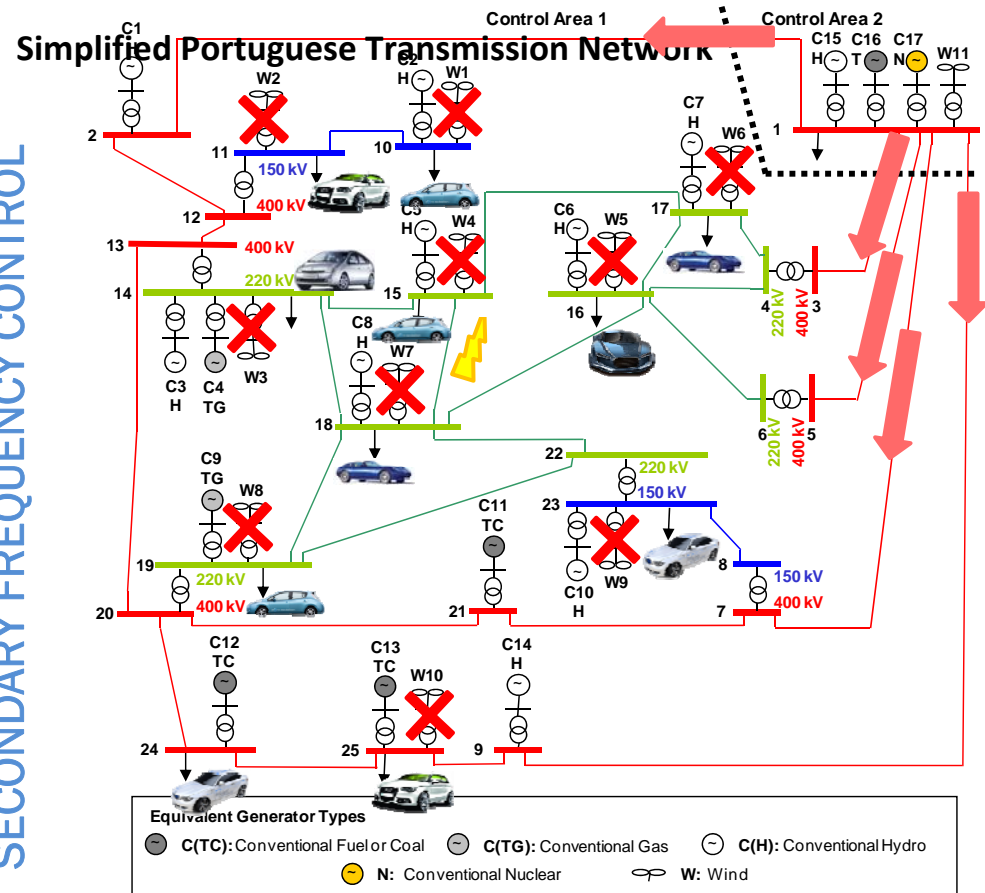 Control Area 1
Control Area 2
Simplified Portuguese Transmission Network
SECONDARY FREQUENCY CONTROL
C1
H
2
W2
11
150 kV
400 kV
12
C2
H
W1
10
C15
H
C16
T
C17
N
W11
1
C7
H
W6
17
13
400 kV
220 kV
14
C3
H
C4
TG
W3
C5
H
W4
15
C6
H
W5
16
4
3
220 kV
400 kV
6
5
220 kV
400 kV
C8
H
W7
18
22
220 kV
150 kV
23
C10
H
W9
8
150 kV
400 kV
7
C9
TG
W8
19
220 kV
400 kV
20
C11
TC
21
C12
TC
24
C13
TC
W10
25
C14
H
9
Equivalent Generator Types
C(TC): Conventional Fuel or Coal
C(TG): Conventional Gas
C(H): Conventional Hydro
N: Conventional Nuclear
W: Wind